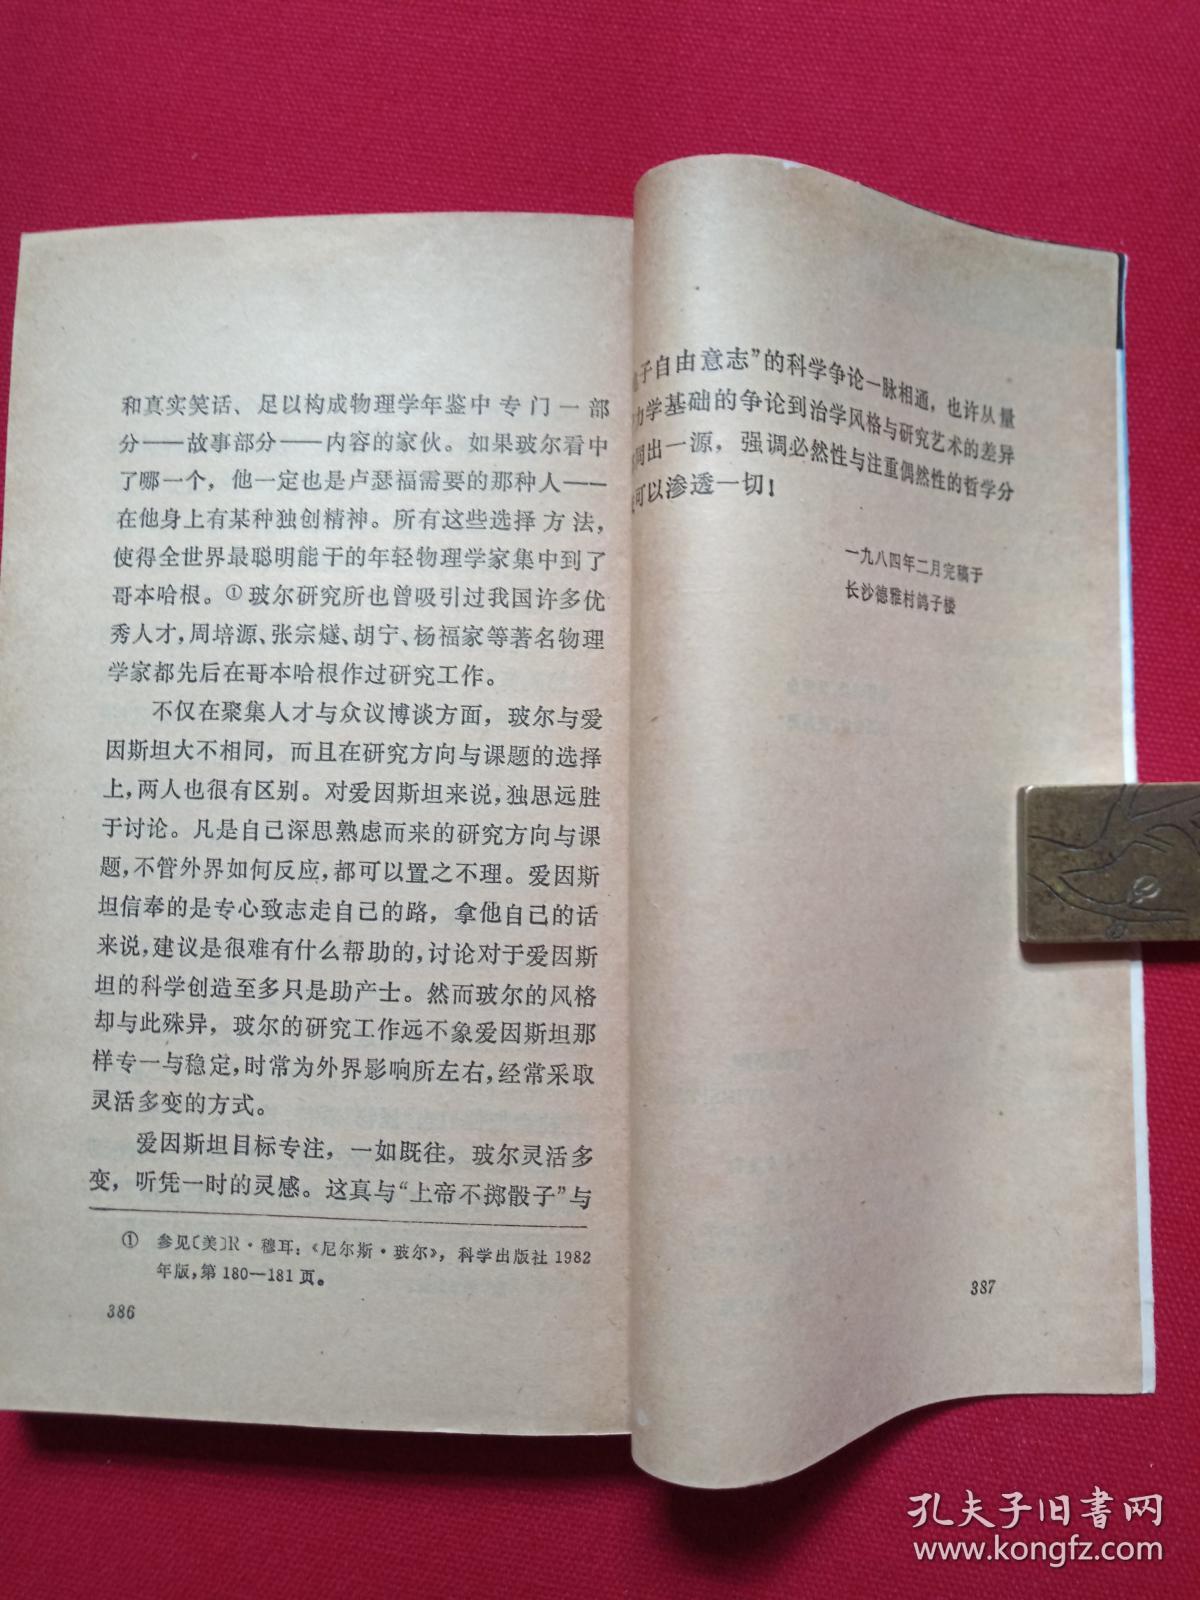 和真实笑话、足以构成物理学年鉴中专门一部
分——故事部分——内容的家伙。如果玻尔看中
了哪一个，他一定也是卢瑟福需要的那种人——
在他身上有某种独创精神。所有这些选择方法，
使得全世界最聪明能干的年轻物理学家集中到了
哥本哈根。①玻尔研究所也曾吸引过我国许多优
秀人才，周培源、张宗燧、胡宁、杨福家等著名物理
学家都先后在哥本哈根作过研究工作。
不仅在聚集人才与众议博谈方面，玻尔与爱
因斯坦大不相同，而且在研究方向与课题的选择
上，两人也很有区别。对爱因斯坦来说，独思远胜
于讨论。凡是自己深思熟虑而来的研究方向与课
题，不管外界如何反应，都可以置之不理。爱因斯
坦信奉的是专心致志走自己的路，拿他自己的话
来说，建议是很难有什么帮助的，讨论对于爱因斯
坦的科学创造至多只是助产士。然而玻尔的风格
却与此殊异，玻尔的研究工作远不象爱因斯坦那
样专一与稳定，时常为外界影响所左右，经常采取
灵活多变的方式。
爱因斯坦目标专注，一如既往，玻尔灵活多
变，听凭一时的灵感。这真与“上帝不掷骰子”与
① 参见〔美〕R·穆耳：《尼尔斯·玻尔》，科学出版社1982
年版，第180—181页。
386
子自由意志”的科学争论一脉相通，也许从量
力学基础的争论到治学风格与研究艺术的差异
同出一源，强调必然性与注重偶然性的哲学分
可以渗透一切！
一九八四年二月完稿于
长沙德雅村鸽子楼
387
孔夫子旧书网
www.kongfz.com